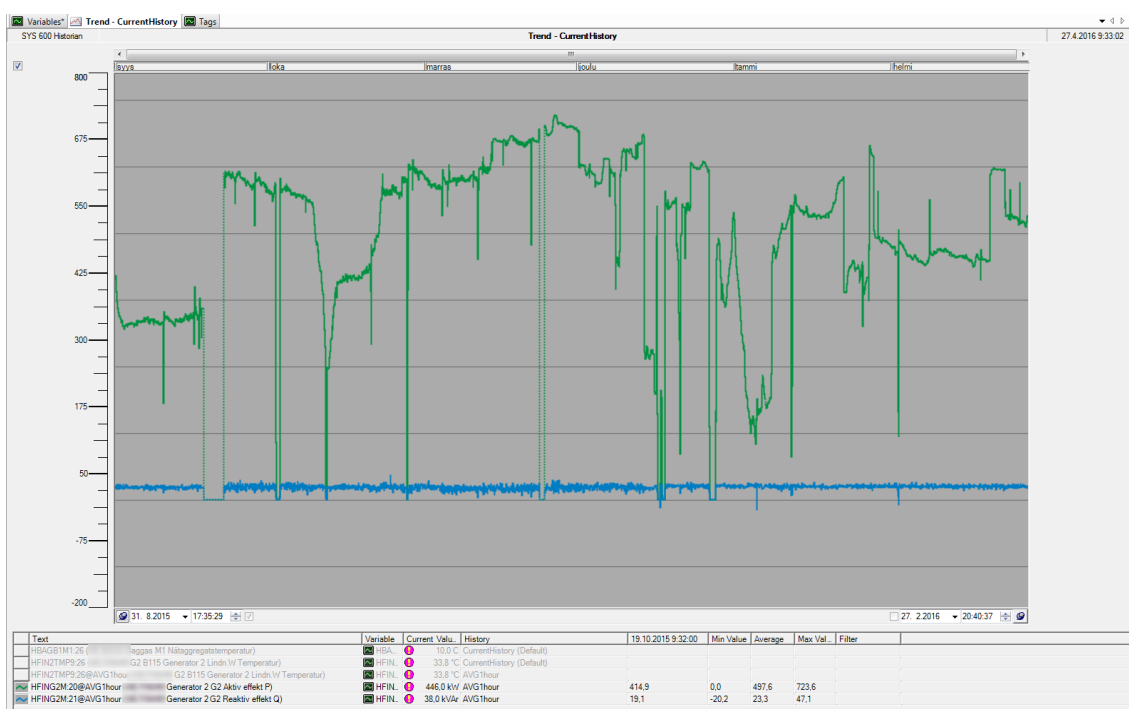 Variables* Trend - CurrentHistory Tags
SYS 600 Historian Trend - CurrentHistory 27.4.2016 9:33:02
syys loka marras joulu tammi helmi
800
675
550
425
300
175
50
-75
-200
31. 8.2015 17:35:29 27. 2.2016 20:40:37
Text Variable Current Valu.. History 19.10.2015 9:32:00 Min Value Average Max Val... Filter
HBAGB1M1:26 ( aggas M1 Nätaggregatstemperatur) HBA.. 10,0 C CurrentHistory (Default)
HFIN2TMP9:26 G2 B115 Generator 2 Lindn.W Temperatur) HFIN.. 33,8 °C CurrentHistory (Default)
HFIN2TMP9:26@AVG1hou G2 B115 Generator 2 Lindn.W Temperatur) HFIN.. 33,8 °C AVG1hour
HFING2M:20@AVG1hour Generator 2 G2 Aktiv effekt P) HFIN.. 446,0 kW AVG1hour 414,9 0,0 497,6 723,6
HFING2M:21@AVG1hour Generator 2 G2 Reaktiv effekt Q) HFIN.. 38,0 kVAr AVG1hour 19,1 -20,2 23,3 47,1